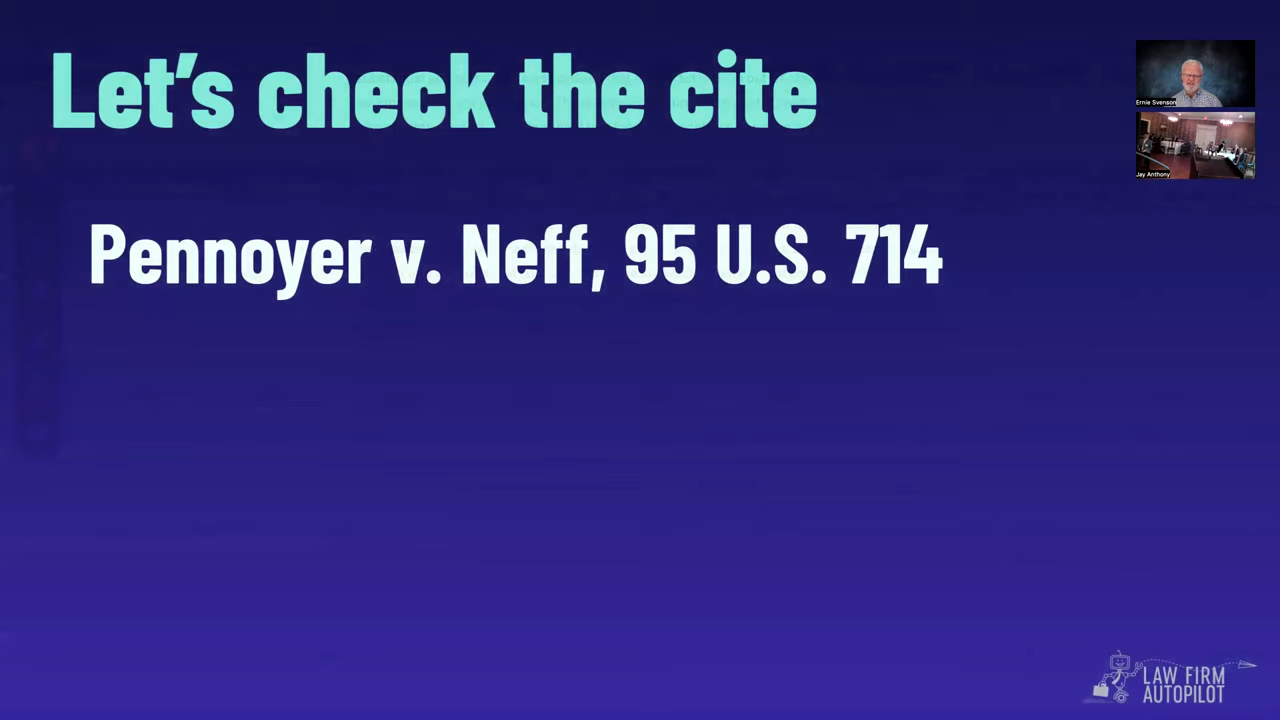 Let's check the cite
Ernie Svenson
Jay Anthony
Pennoyer v. Neff, 95 U.S. 714
LAW FIRM
AUTOPILOT